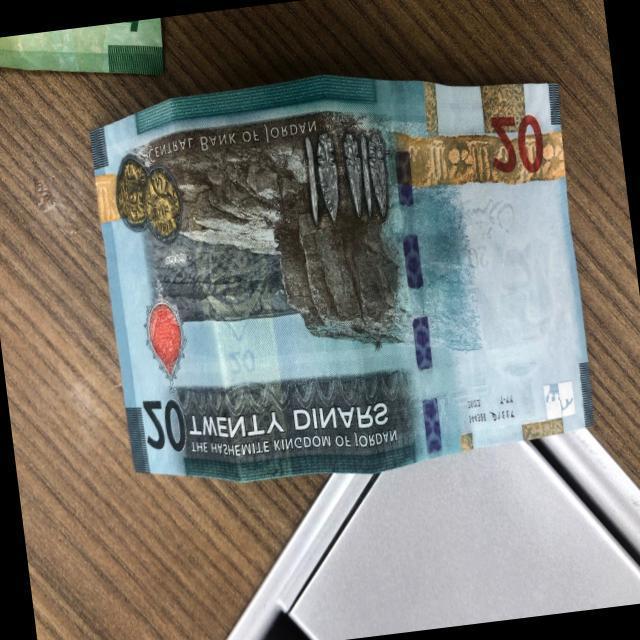 CENTRAL BANK OF JORDAN
20
20
TWENTY DINARS
THE HASHEMITE KINGDOM OF JORDAN